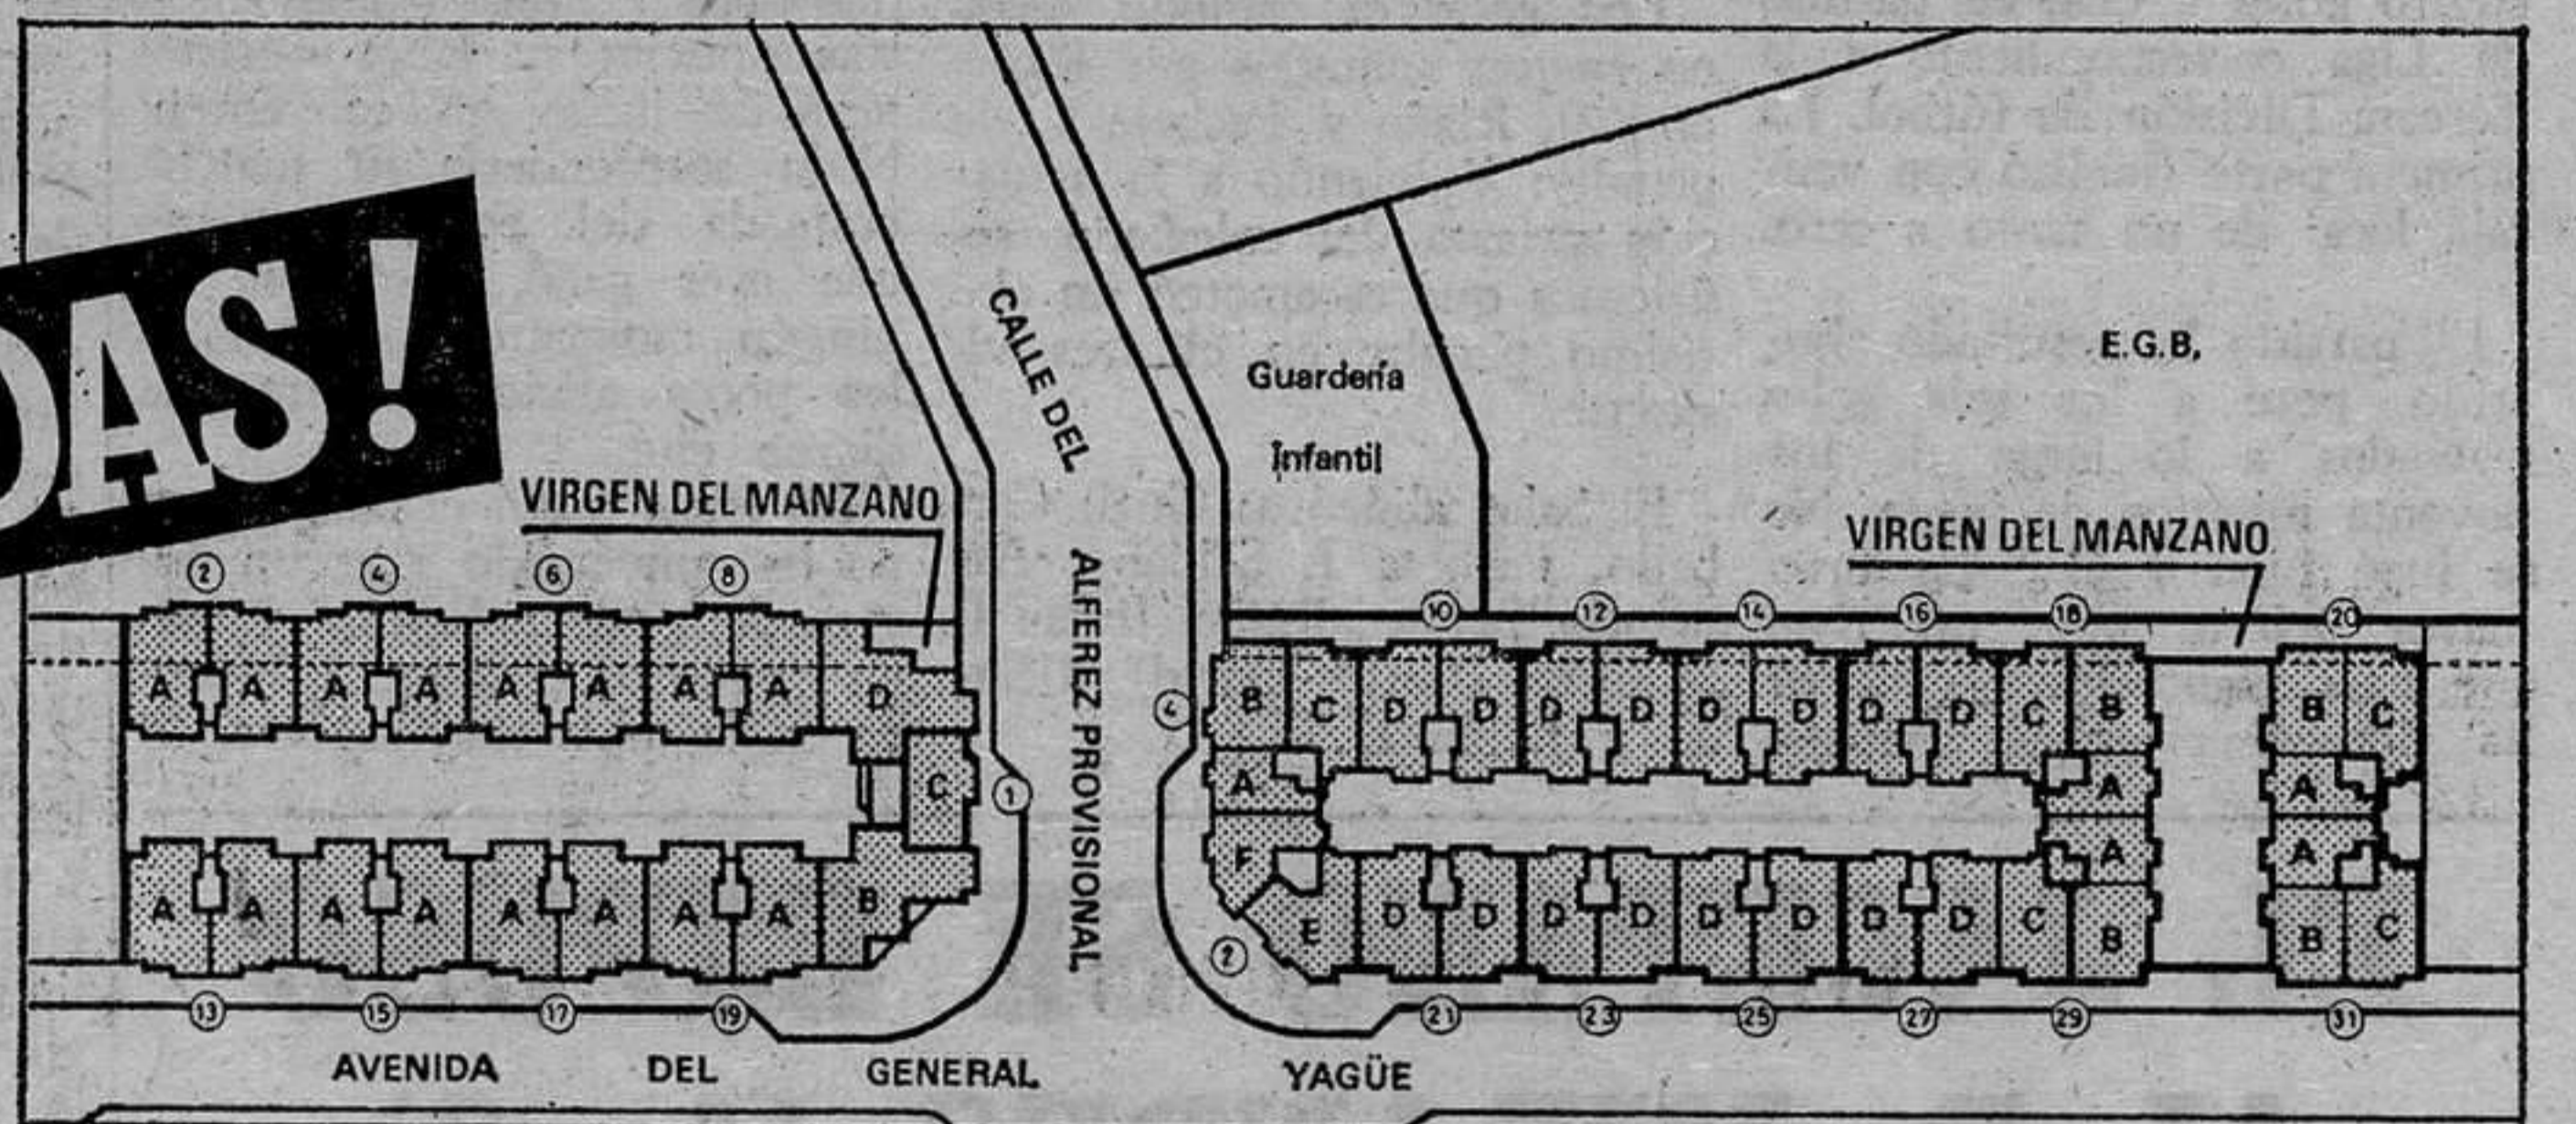 DAS!
CALLE DEL
ALFEREZ PROVISIONAL
Guardería
infantil
E.G.B.
VIRGEN DEL MANZANO
VIRGEN DEL MANZANO
2 4 6 8
10 12 14 16 18 20
A A A A A A A A D
B C D D D D D D D D C B B C
4
C
1
A A A
F A A
A A A A A A A A B
E D D D D D D D D C B B C
2
13 15 17 19
21 23 25 27 29 31
AVENIDA DEL GENERAL YAGÜE